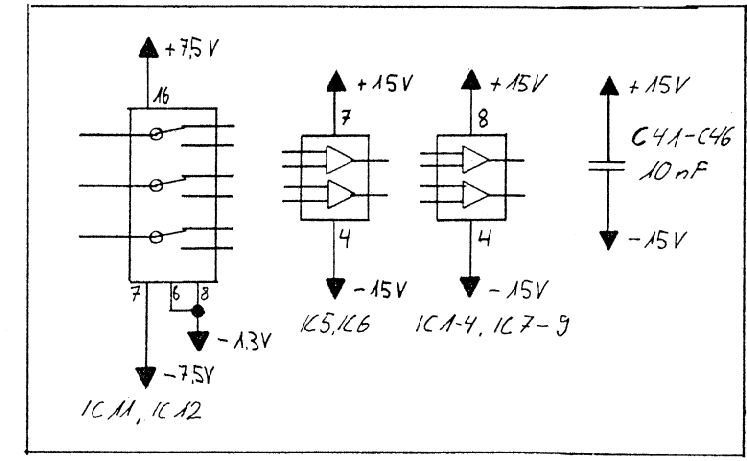 +7,5V
16
7
6
8
-1.3V
-7,5V
IC11, IC12
+15V
7
4
-15V
IC5, IC6
+15V
8
4
-15V
IC1-4, IC7-9
+15V
C41-C46
10nF
-15V